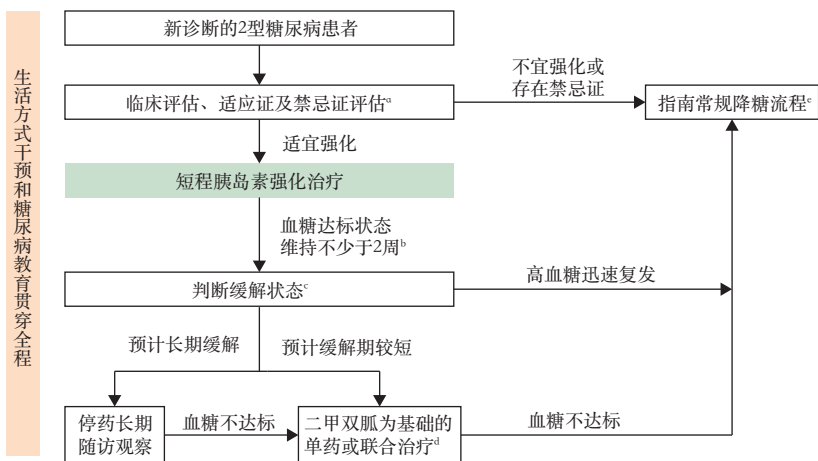 生活方式干预和糖尿病教育贯穿全程
新诊断的2型糖尿病患者
临床评估、适应证及禁忌证评估a
不宜强化或
存在禁忌证
指南常规降糖流程e
适宜强化
短程胰岛素强化治疗
血糖达标状态
维持不少于2周b
判断缓解状态c
高血糖迅速复发
预计长期缓解
预计缓解期较短
停药长期
随访观察
血糖不达标
二甲双胍为基础的
单药或联合治疗d
血糖不达标